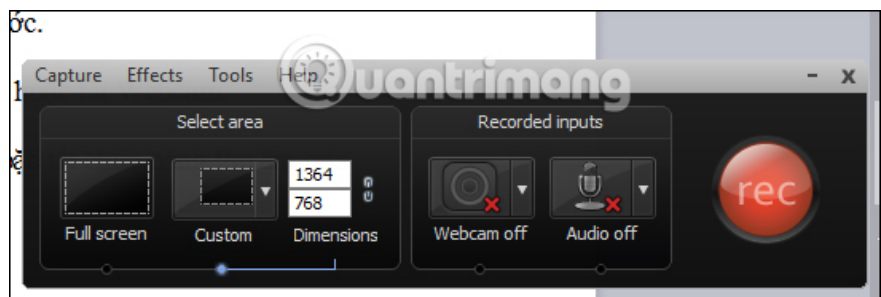 ớc.
Capture Effects Tools Help
Quantrimang
Select area
Recorded inputs
1364
768
rec
Full screen Custom Dimensions
Webcam off Audio off